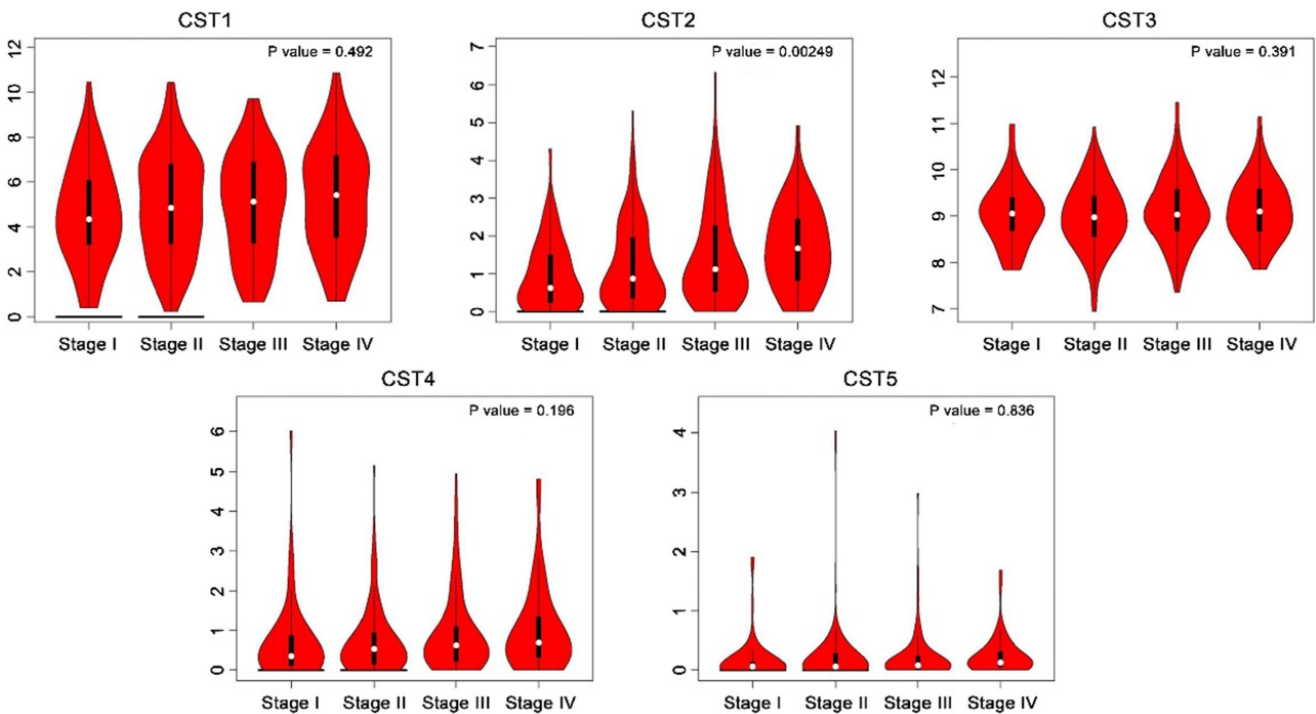 CST1
P value = 0.492
12
10
8
6
4
2
0
Stage I Stage II Stage III Stage IV
CST2
P value = 0.00249
7
6
5
4
3
2
1
0
Stage I Stage II Stage III Stage IV
CST3
P value = 0.391
12
11
10
9
8
7
Stage I Stage II Stage III Stage IV
CST4
P value = 0.196
6
5
4
3
2
1
0
Stage I Stage II Stage III Stage IV
CST5
P value = 0.836
4
3
2
1
0
Stage I Stage II Stage III Stage IV